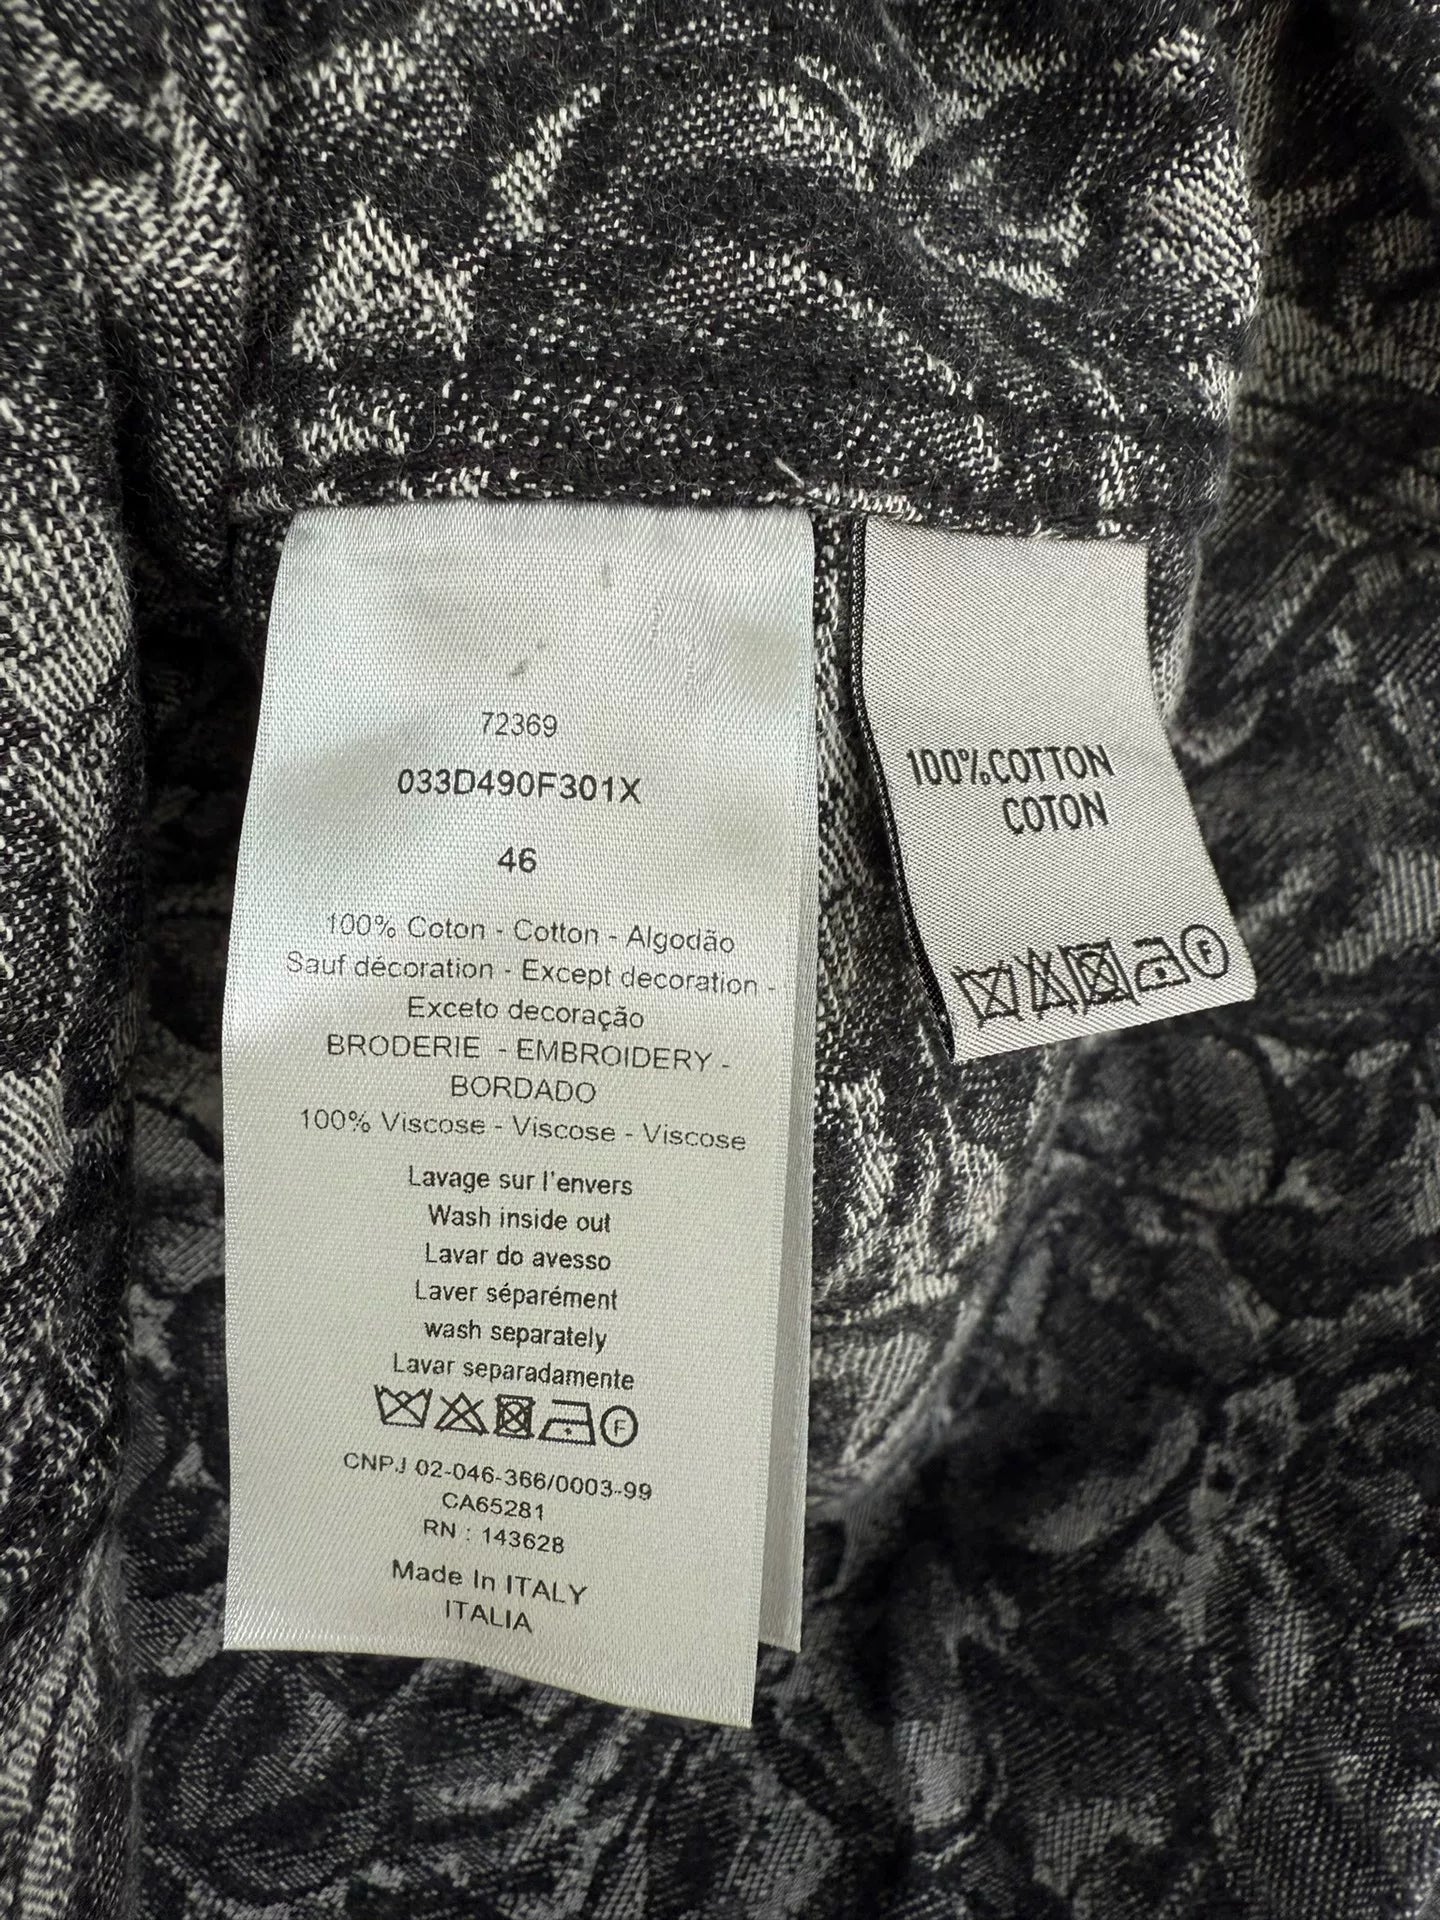 72369
033D490F301X
46
100% Coton - Cotton - Algodão
Sauf décoration - Except decoration -
Exceto decoração
BRODERIE - EMBROIDERY -
BORDADO
100% Viscose - Viscose - Viscose
Lavage sur l'envers
Wash inside out
Lavar do avesso
Laver séparément
wash separately
Lavar separadamente
F
CNPJ 02-046-366/0003-99
CA65281
RN : 143628
Made In ITALY
ITALIA
100%COTTON
COTON
F